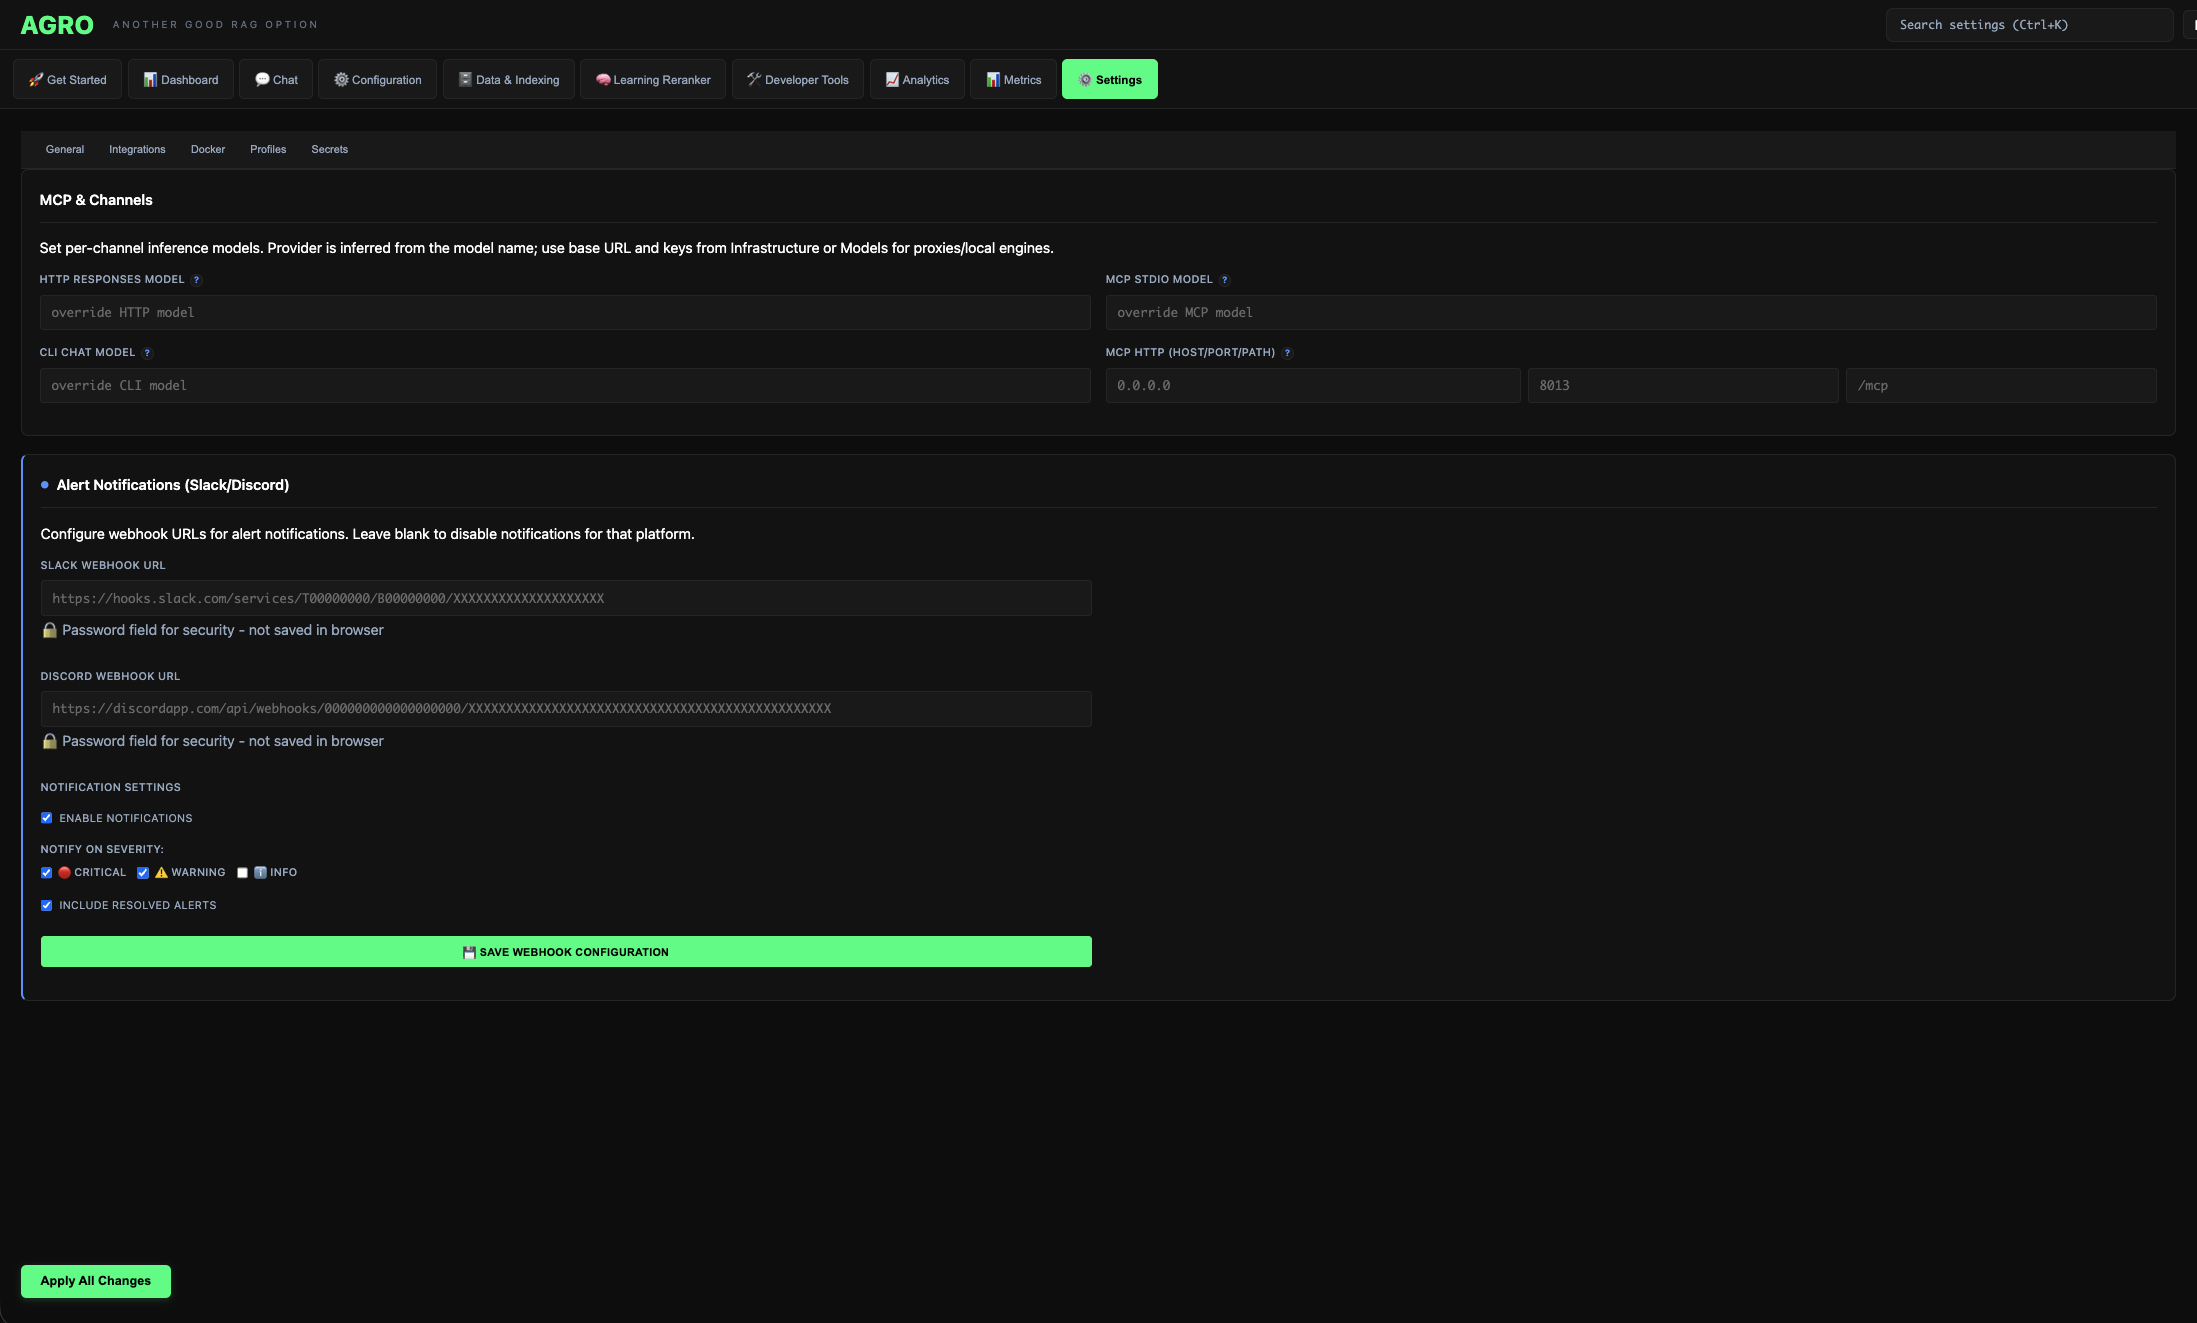 AGRO ANOTHER GOOD RAG OPTION Search settings (Ctrl+K)
Get Started Dashboard Chat Configuration Data & Indexing Learning Reranker Developer Tools Analytics Metrics Settings
General Integrations Docker Profiles Secrets
MCP & Channels
Set per-channel inference models. Provider is inferred from the model name; use base URL and keys from Infrastructure or Models for proxies/local engines.
HTTP RESPONSES MODEL ? MCP STDIO MODEL ?
override HTTP model override MCP model
CLI CHAT MODEL ? MCP HTTP (HOST/PORT/PATH) ?
override CLI model 0.0.0.0 8013 /mcp
Alert Notifications (Slack/Discord)
Configure webhook URLs for alert notifications. Leave blank to disable notifications for that platform.
SLACK WEBHOOK URL
https://hooks.slack.com/services/T00000000/B00000000/XXXXXXXXXXXXXXXXXXXX
Password field for security - not saved in browser
DISCORD WEBHOOK URL
https://discordapp.com/api/webhooks/000000000000000000/XXXXXXXXXXXXXXXXXXXXXXXXXXXXXXXXXXXXXXXXXXXXXXXX
Password field for security - not saved in browser
NOTIFICATION SETTINGS
ENABLE NOTIFICATIONS
NOTIFY ON SEVERITY:
CRITICAL WARNING INFO
INCLUDE RESOLVED ALERTS
SAVE WEBHOOK CONFIGURATION
Apply All Changes